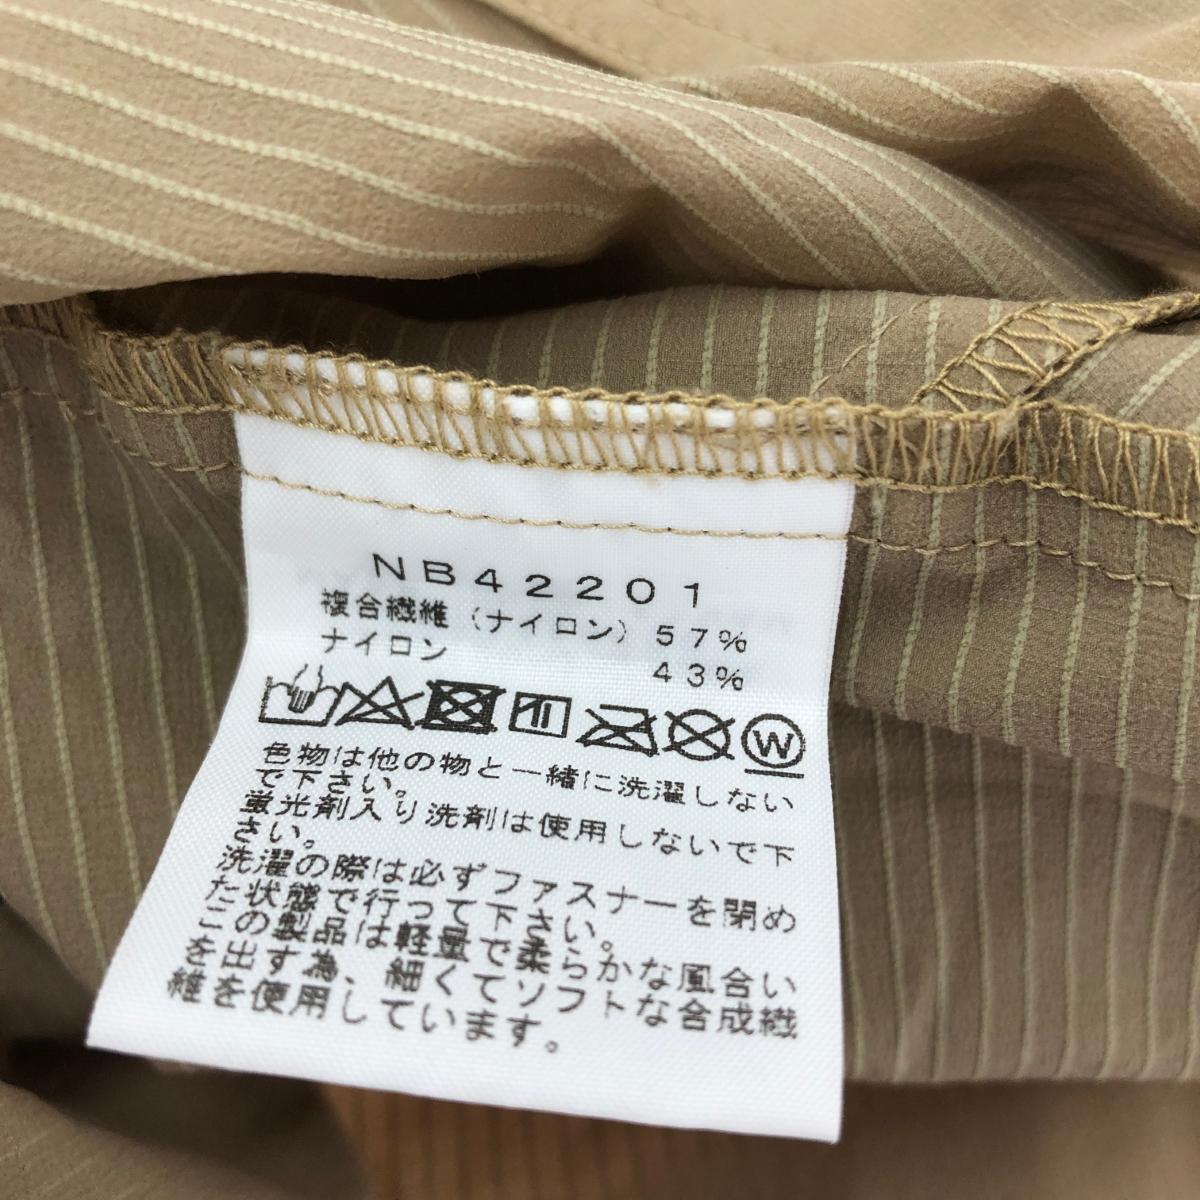 NB42201
複合繊維(ナイロン) 57%
ナイロン 43%
W
色物は他の物と一緒に洗濯しない
で下さい。
蛍光剤入り洗剤は使用しないで下
さい。
洗濯の際は必ずファスナーを閉め
た状態で行って下さい。
この製品は軽量で柔らかな風合い
を出す為、細くてソフトな合成繊
維を使用しています。